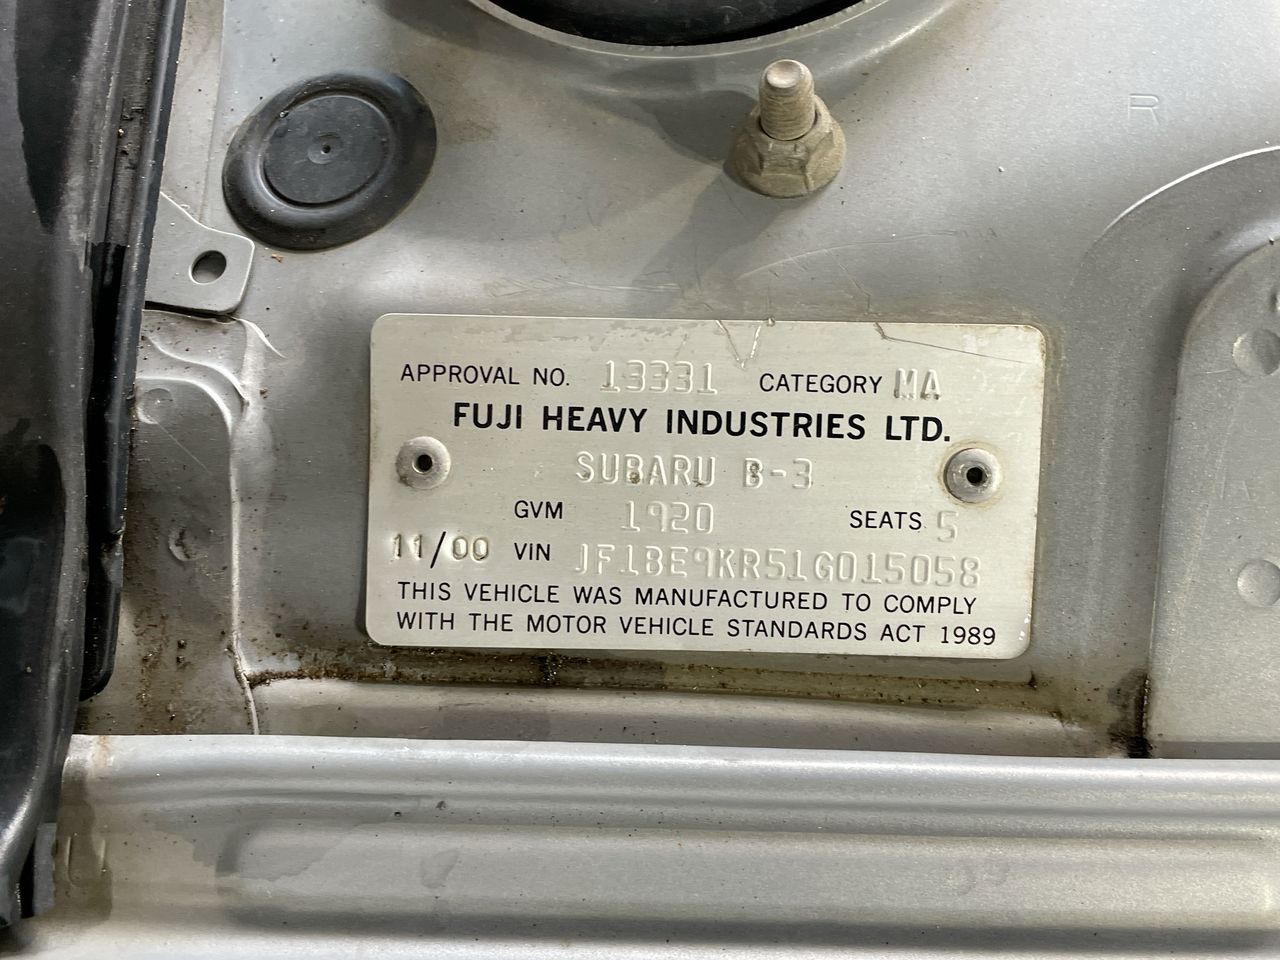 R
APPROVAL NO. 13331 CATEGORY MA
FUJI HEAVY INDUSTRIES LTD.
SUBARU B-3
GVM 1920 SEATS 5
11/00 VIN JF1BE9KR51G015058
THIS VEHICLE WAS MANUFACTURED TO COMPLY
WITH THE MOTOR VEHICLE STANDARDS ACT 1989